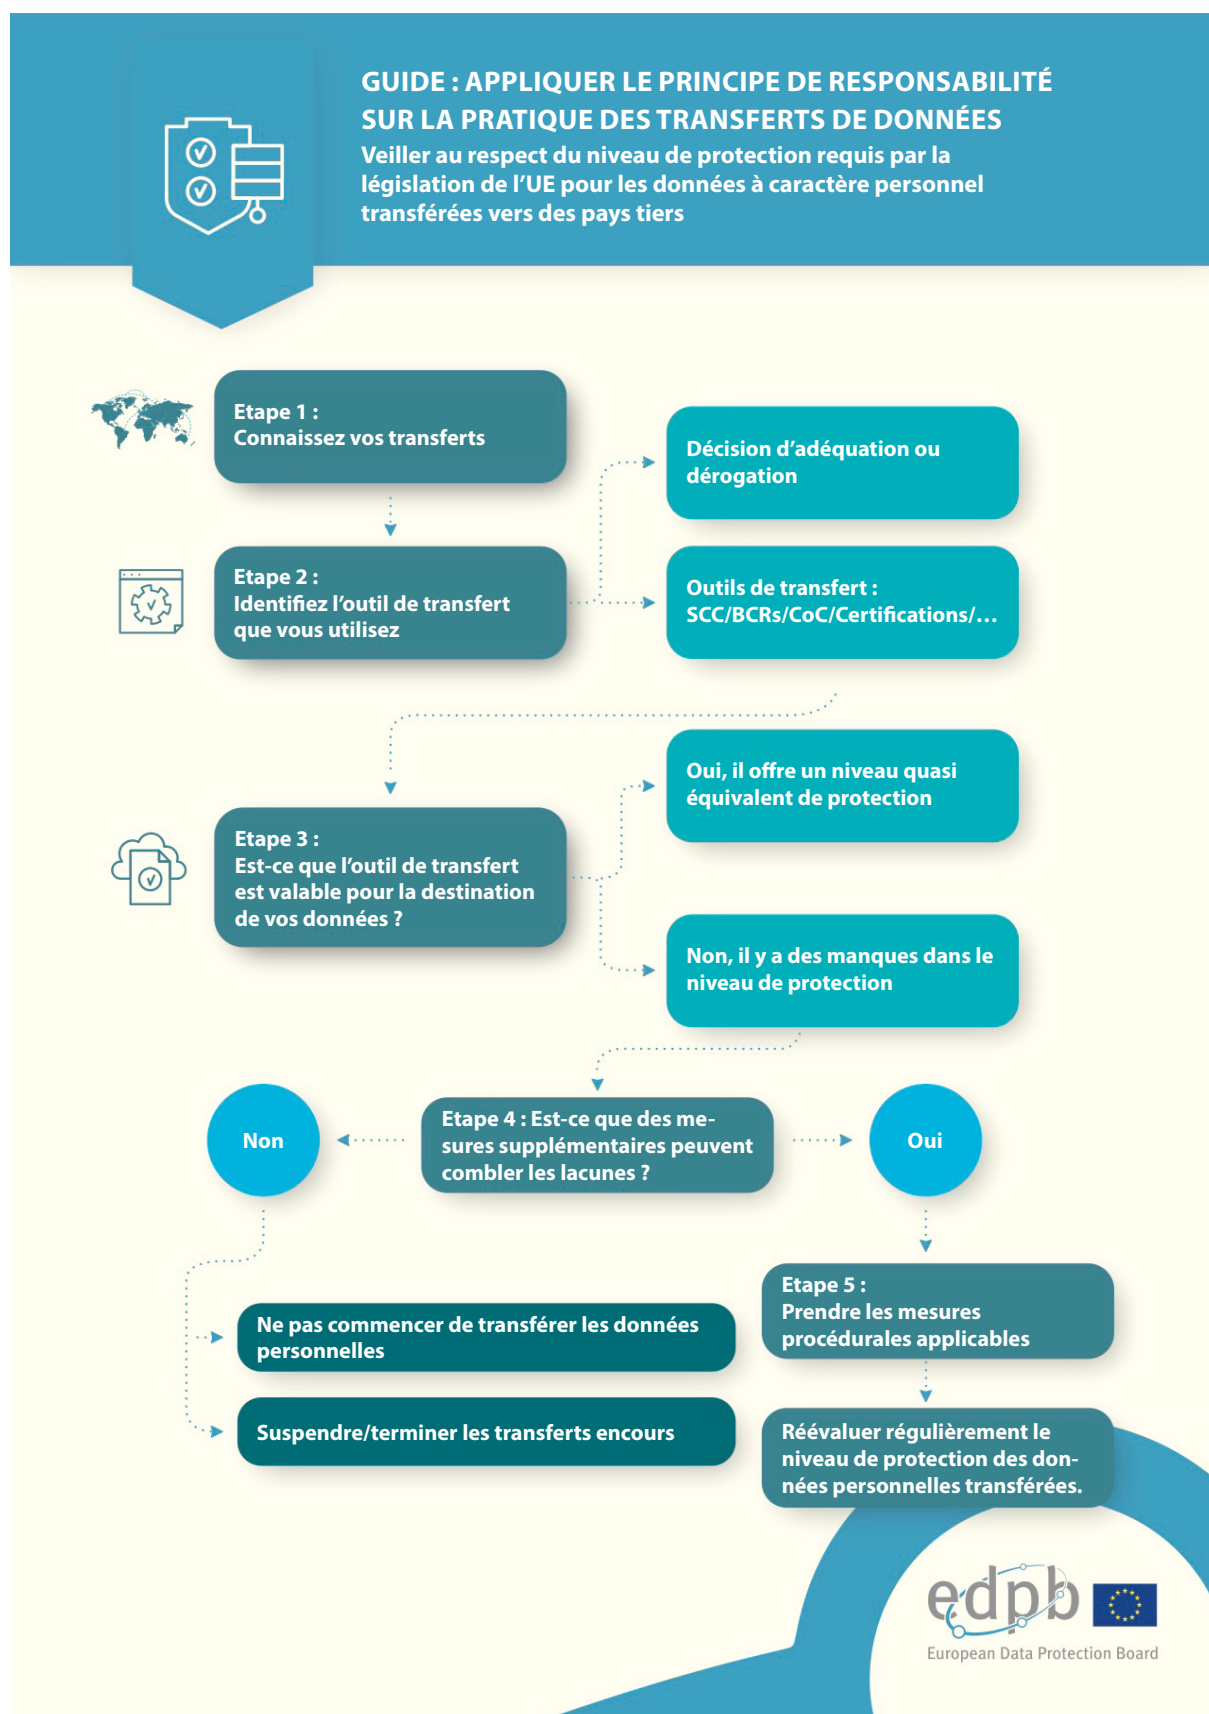 GUIDE : APPLIQUER LE PRINCIPE DE RESPONSABILITÉ
SUR LA PRATIQUE DES TRANSFERTS DE DONNÉES
Veiller au respect du niveau de protection requis par la
législation de l’UE pour les données à caractère personnel
transférées vers des pays tiers
Etape 1 :
Connaissez vos transferts
Décision d’adéquation ou
dérogation
Etape 2 :
Identifiez l’outil de transfert
que vous utilisez
Outils de transfert :
SCC/BCRs/CoC/Certifications/…
Oui, il offre un niveau quasi
équivalent de protection
Etape 3 :
Est-ce que l’outil de transfert
est valable pour la destination
de vos données ?
Non, il y a des manques dans le
niveau de protection
Non
Etape 4 : Est-ce que des me-
sures supplémentaires peuvent
combler les lacunes ?
Oui
Etape 5 :
Prendre les mesures
procédurales applicables
Ne pas commencer de transférer les données
personnelles
Suspendre/terminer les transferts encours
Réévaluer régulièrement le
niveau de protection des don-
nées personnelles transférées.
edpb
European Data Protection Board